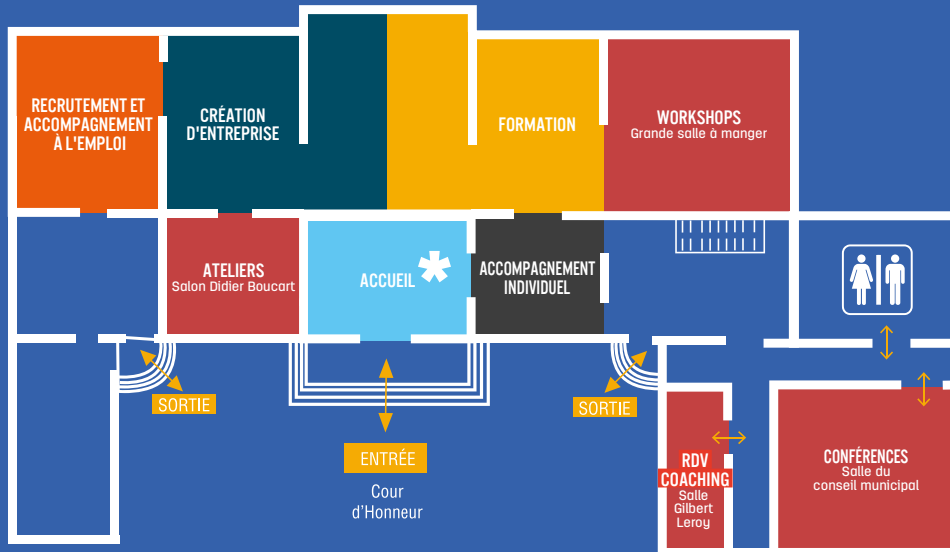 RECRUTEMENT ET
ACCOMPAGNEMENT
À L'EMPLOI
CRÉATION
D'ENTREPRISE
FORMATION
WORKSHOPS
Grande salle à manger
ATELIERS
Salon Didier Boucart
ACCUEIL
ACCOMPAGNEMENT
INDIVIDUEL
SORTIE
ENTRÉE
Cour
d'Honneur
SORTIE
RDV
COACHING
Salle
Gilbert
Leroy
CONFÉRENCES
Salle du
conseil municipal